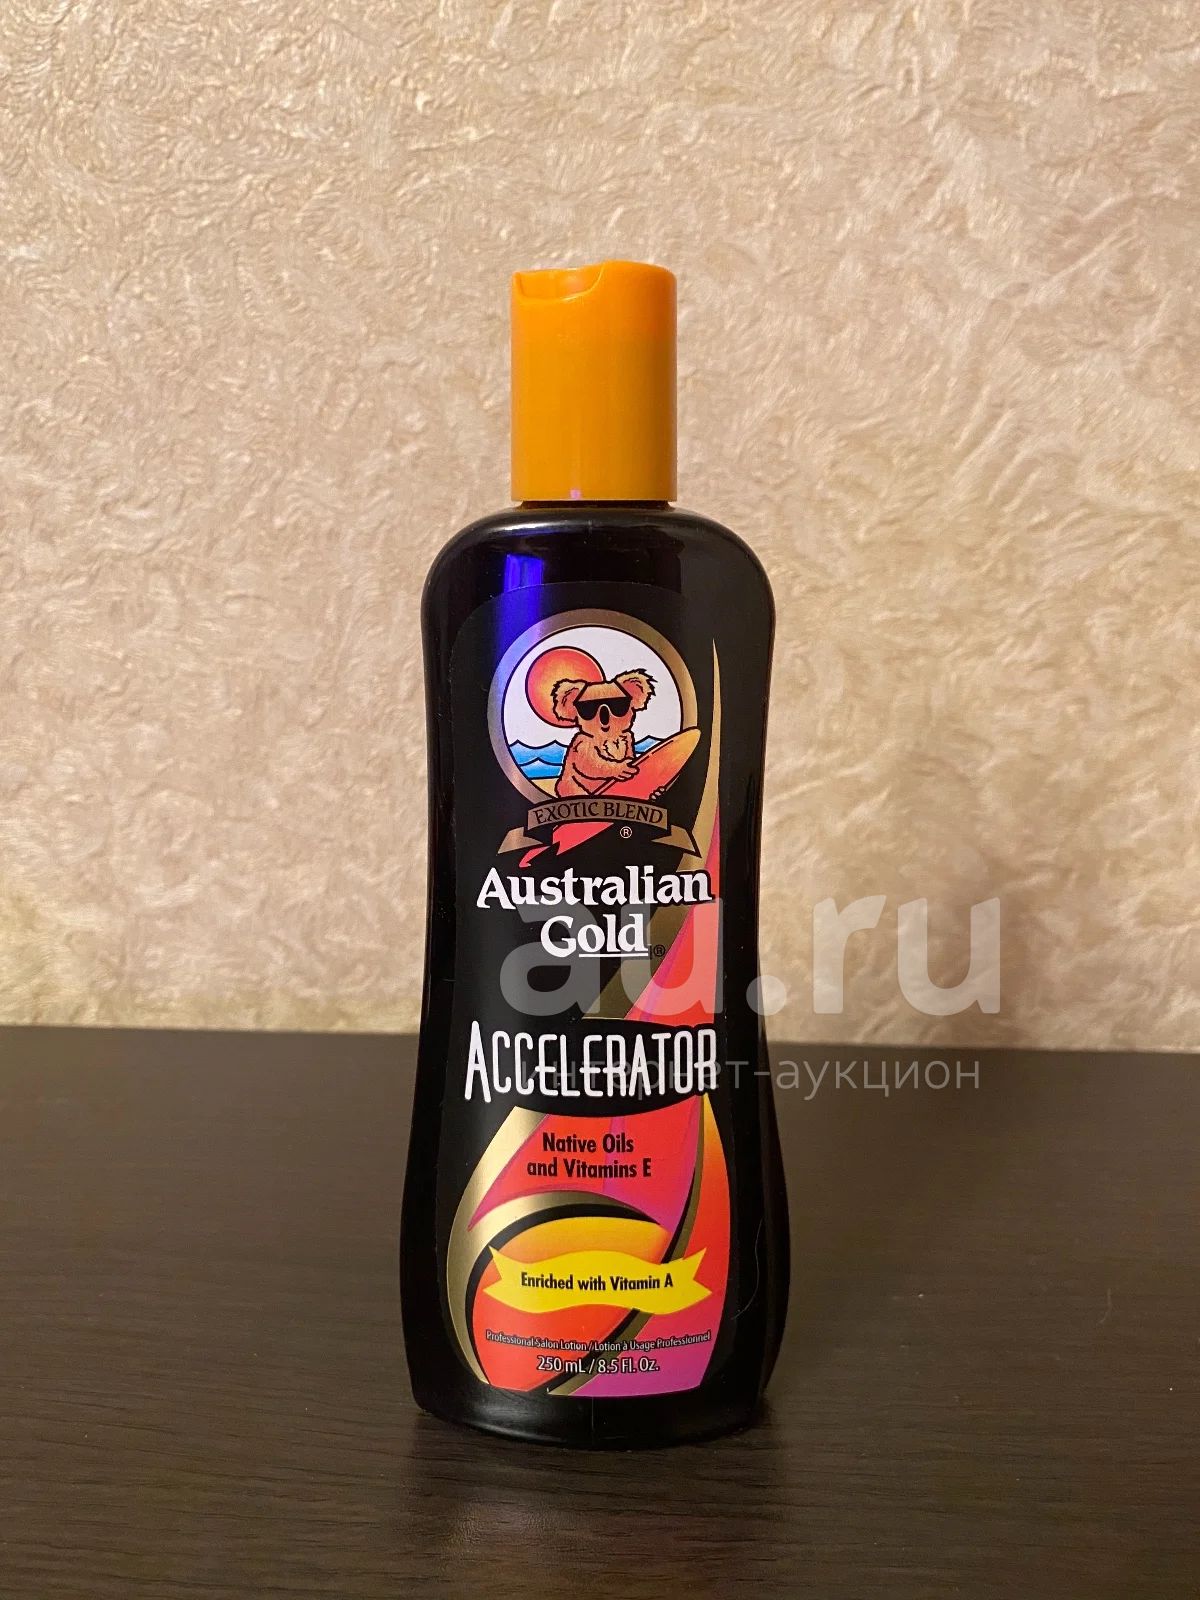 EXOTIC BLEND
®
Australian
Gold®
au.ru
ACCELERATOR
интернет-аукцион
Native Oils
and Vitamins E
Enriched with Vitamin A
Professional Salon Lotion / Lotion à Usage Professionnel
250 mL / 8.5 Fl. Oz.